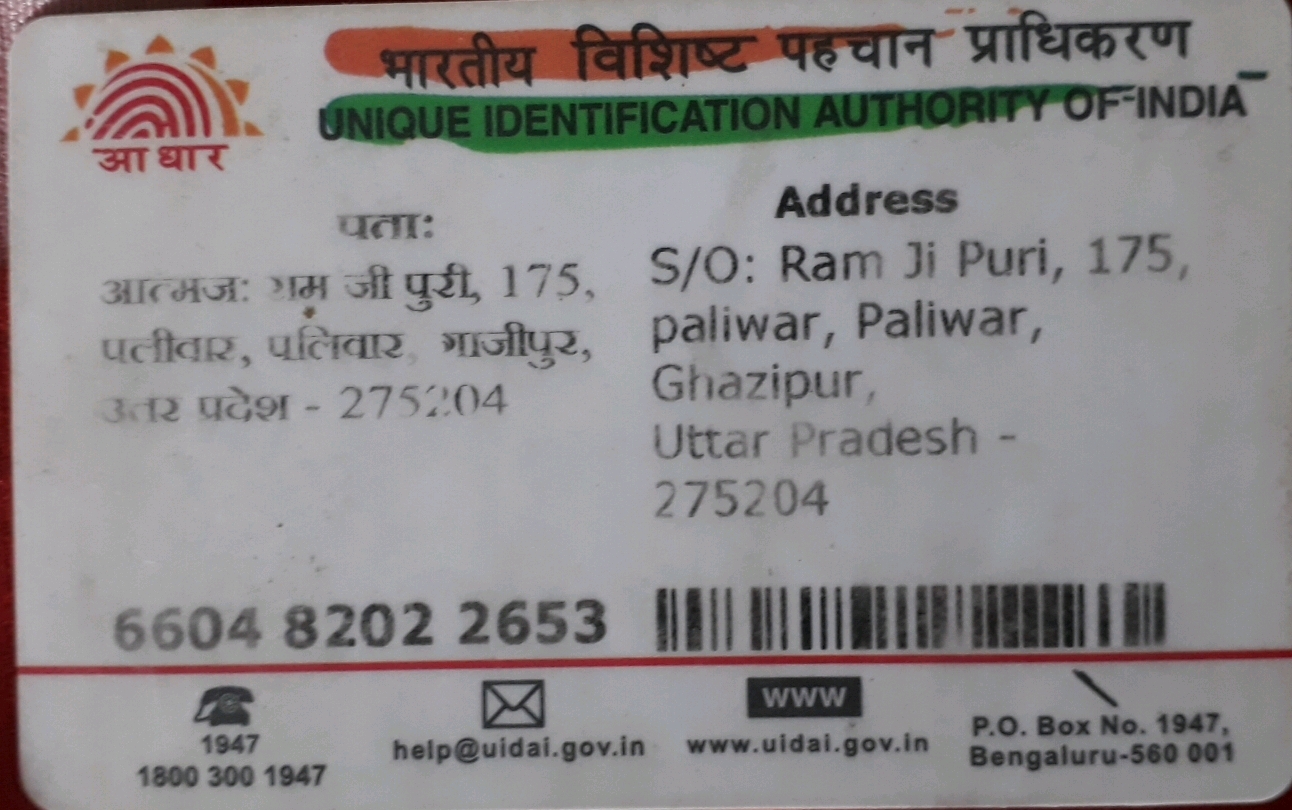 भारतीय विशिष्ट पहचान प्राधिकरण
UNIQUE IDENTIFICATION AUTHORITY OF INDIA
आधार
पताः
आत्मज: राम जी पुरी, 175,
पलीवार, पलिवार, गाजीपुर,
उतर प्रदेश - 275204
Address
S/O: Ram Ji Puri, 175,
paliwar, Paliwar,
Ghazipur,
Uttar Pradesh -
275204
6604 8202 2653
1947
1800 300 1947
help@uidai.gov.in
www
www.uidai.gov.in
P.O. Box No. 1947,
Bengaluru-560 001